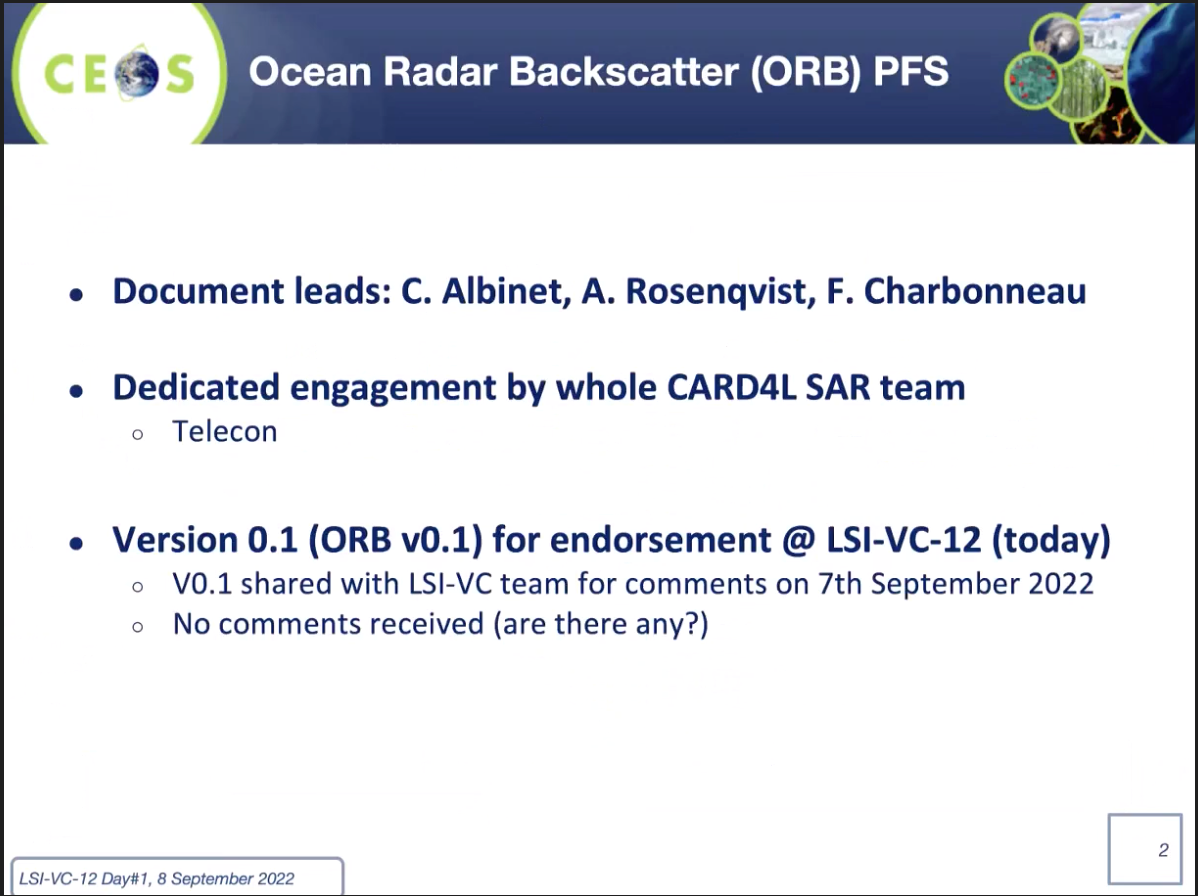 CEOS
Ocean Radar Backscatter (ORB) PFS
• Document leads: C. Albinet, A. Rosenqvist, F. Charbonneau
• Dedicated engagement by whole CARD4L SAR team
○ Telecon
• Version 0.1 (ORB v0.1) for endorsement @ LSI-VC-12 (today)
○ V0.1 shared with LSI-VC team for comments on 7th September 2022
○ No comments received (are there any?)
LSI-VC-12 Day#1, 8 September 2022
2